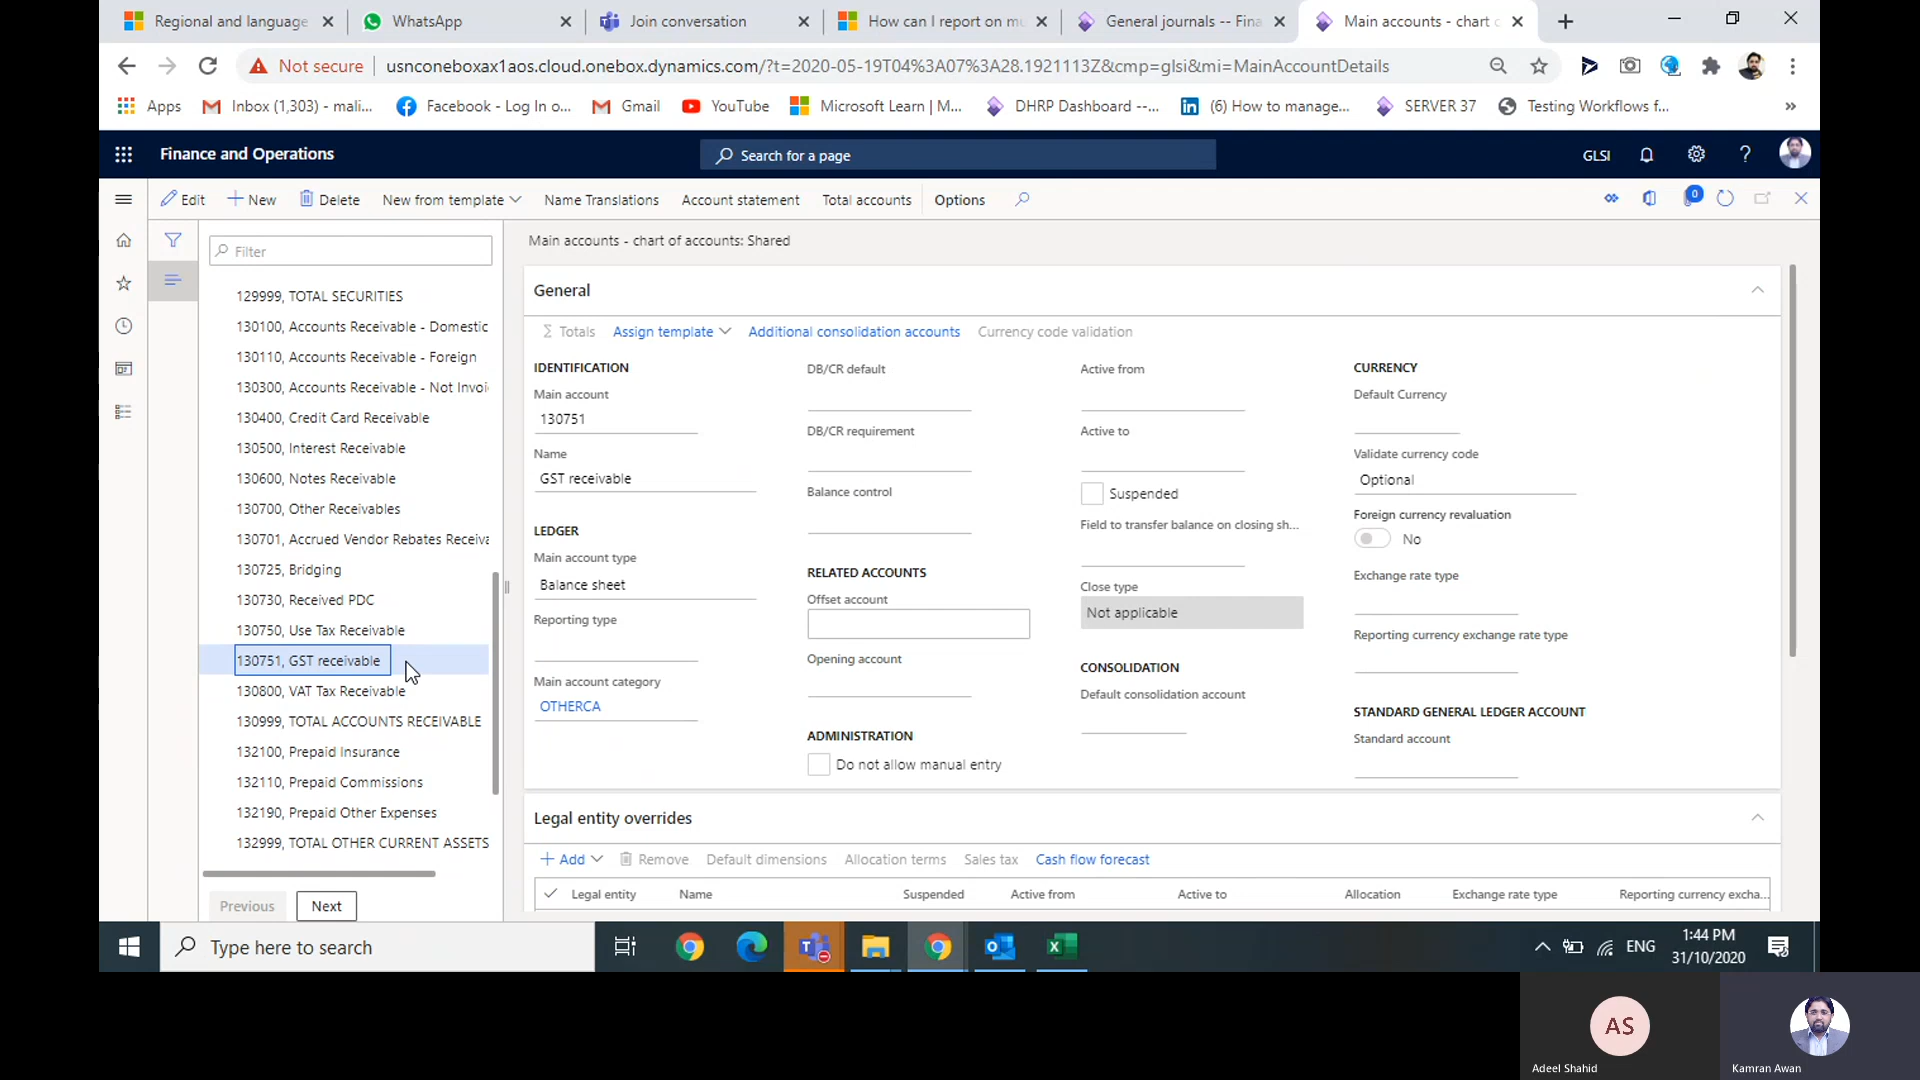 Regional and language
WhatsApp
Join conversation
How can I report on m
General journals -- Fina
Main accounts - chart
Not secure
usnconeboxax1aos.cloud.onebox.dynamics.com/?t=2020-05-19T04%3A07%3A28.1921113Z&cmp=glsi&mi=MainAccountDetails
Apps
Inbox (1,303) - mali...
Facebook - Log In o...
Gmail
YouTube
Microsoft Learn | M...
DHRP Dashboard --...
(6) How to manage...
SERVER 37
Testing Workflows f...
»
Finance and Operations
Search for a page
GLSI
?
Edit
New
Delete
New from template
Name Translations
Account statement
Total accounts
Options
0
Filter
129999, TOTAL SECURITIES
130100, Accounts Receivable - Domestic
130110, Accounts Receivable - Foreign
130300, Accounts Receivable - Not Invoi
130400, Credit Card Receivable
130500, Interest Receivable
130600, Notes Receivable
130700, Other Receivables
130701, Accrued Vendor Rebates Receiva
130725, Bridging
130730, Received PDC
130750, Use Tax Receivable
130751, GST receivable
130800, VAT Tax Receivable
130999, TOTAL ACCOUNTS RECEIVABLE
132100, Prepaid Insurance
132110, Prepaid Commissions
132190, Prepaid Other Expenses
132999, TOTAL OTHER CURRENT ASSETS
Previous
Next
Main accounts - chart of accounts: Shared
General
Σ Totals
Assign template
Additional consolidation accounts
Currency code validation
IDENTIFICATION
Main account
130751
Name
GST receivable
LEDGER
Main account type
Balance sheet
Reporting type
Main account category
OTHERCA
DB/CR default
DB/CR requirement
Balance control
RELATED ACCOUNTS
Offset account
Opening account
ADMINISTRATION
Do not allow manual entry
Active from
Active to
Suspended
Field to transfer balance on closing sh...
Close type
Not applicable
CONSOLIDATION
Default consolidation account
CURRENCY
Default Currency
Validate currency code
Optional
Foreign currency revaluation
No
Exchange rate type
Reporting currency exchange rate type
STANDARD GENERAL LEDGER ACCOUNT
Standard account
Legal entity overrides
Add
Remove
Default dimensions
Allocation terms
Sales tax
Cash flow forecast
Legal entity
Name
Suspended
Active from
Active to
Allocation
Exchange rate type
Reporting currency excha...
Type here to search
ENG
1:44 PM
31/10/2020
AS
Adeel Shahid
Kamran Awan